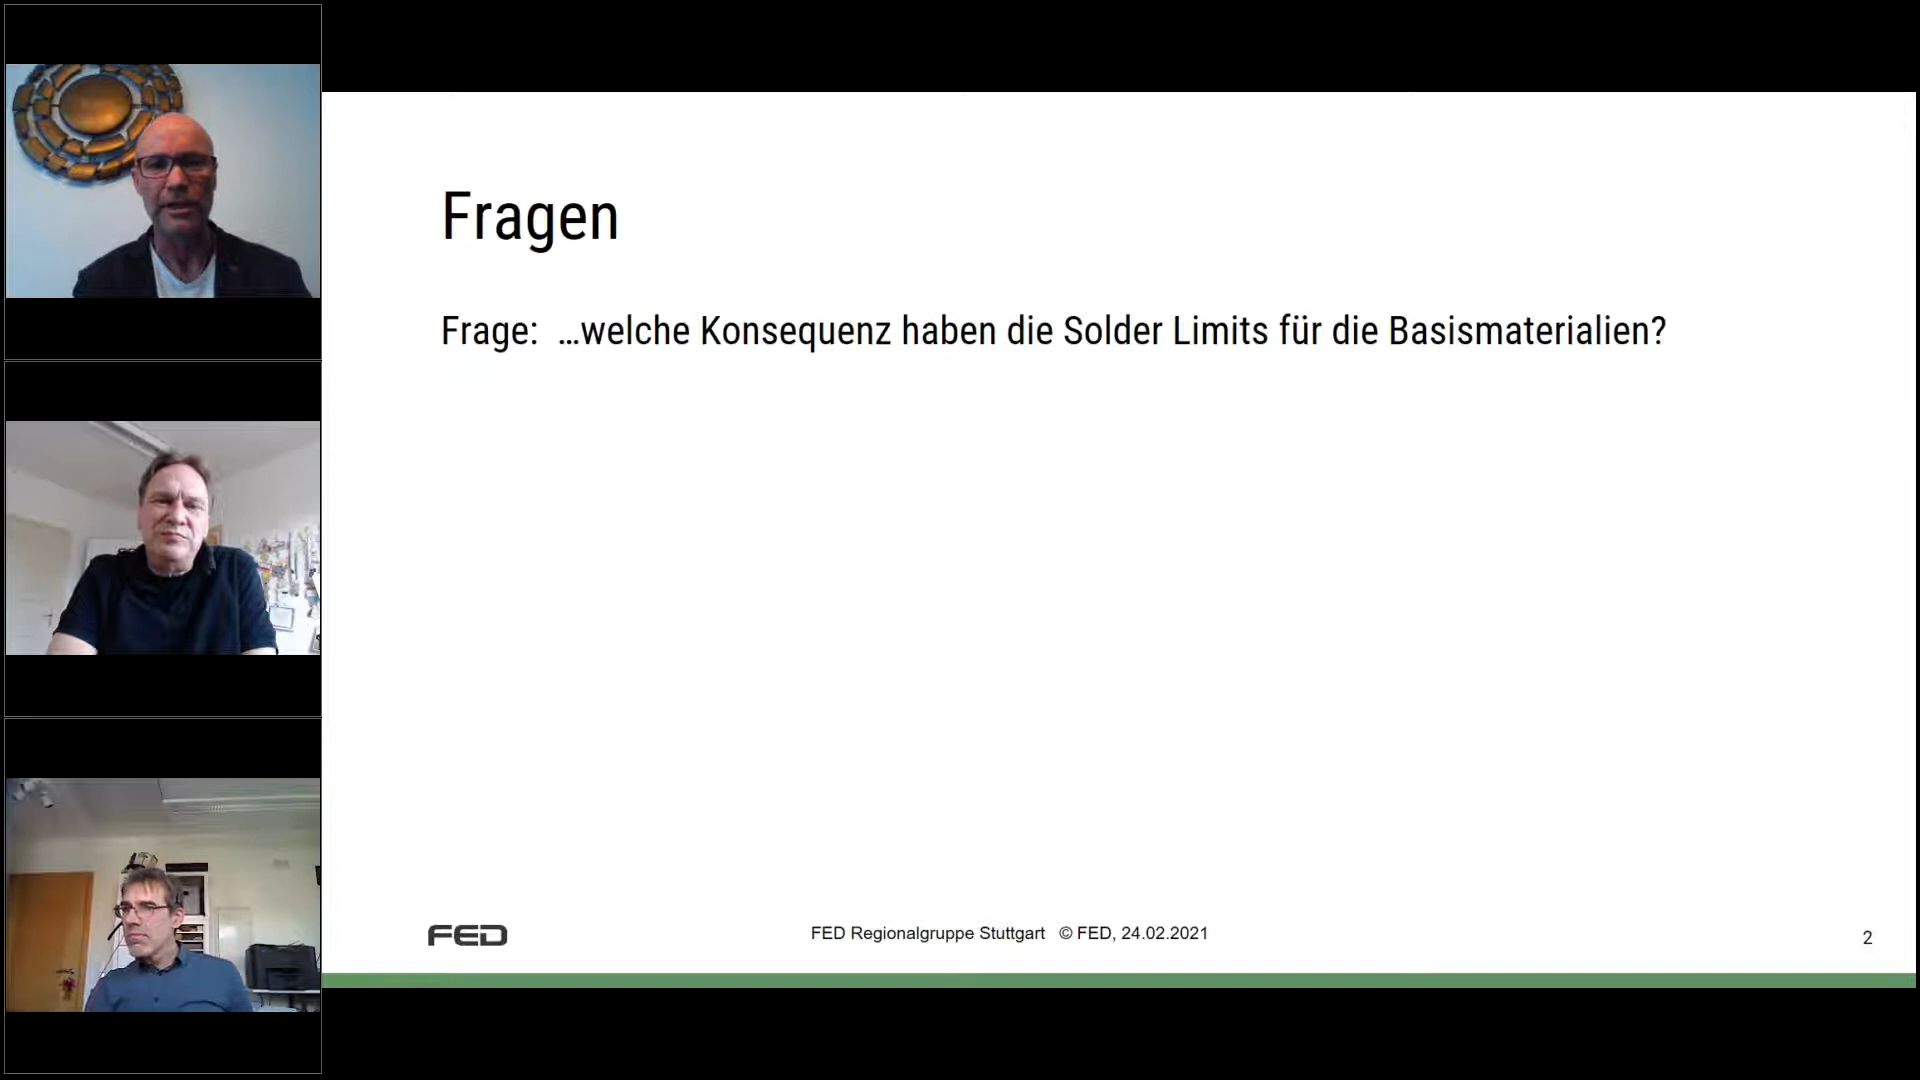 Fragen
Frage: ...welche Konsequenz haben die Solder Limits für die Basismaterialien?
FED
FED Regionalgruppe Stuttgart © FED, 24.02.2021
2